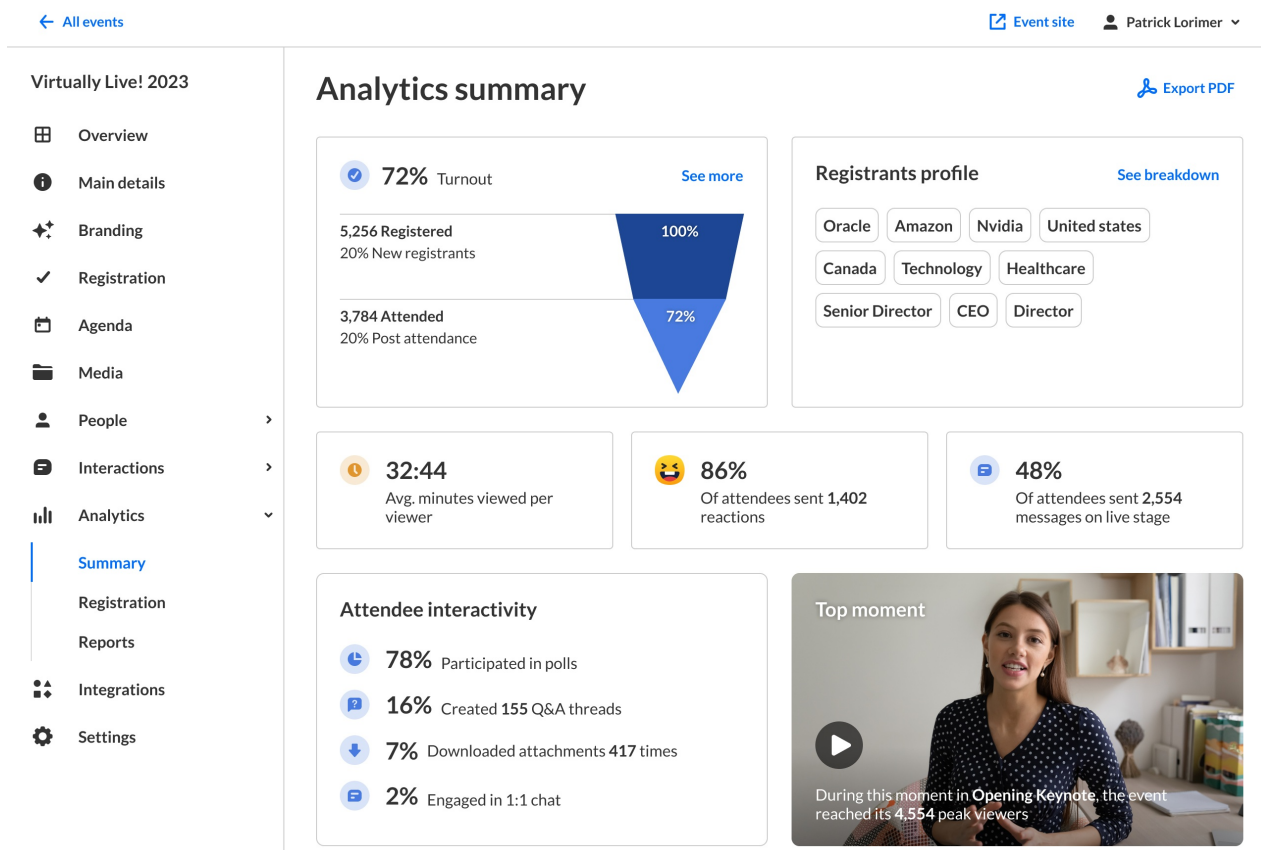 All events
Event site
Patrick Lorimer
Virtually Live! 2023
Overview
Main details
Branding
Registration
Agenda
Media
People
Interactions
Analytics
Summary
Registration
Reports
Integrations
Settings
Analytics summary
Export PDF
72% Turnout
See more
5,256 Registered
20% New registrants
100%
3,784 Attended
20% Post attendance
72%
Registrants profile
See breakdown
Oracle
Amazon
Nvidia
United states
Canada
Technology
Healthcare
Senior Director
CEO
Director
32:44
Avg. minutes viewed per
viewer
86%
Of attendees sent 1,402
reactions
48%
Of attendees sent 2,554
messages on live stage
Attendee interactivity
78% Participated in polls
16% Created 155 Q&A threads
7% Downloaded attachments 417 times
2% Engaged in 1:1 chat
Top moment
During this moment in Opening Keynote, the event
reached its 4,554 peak viewers